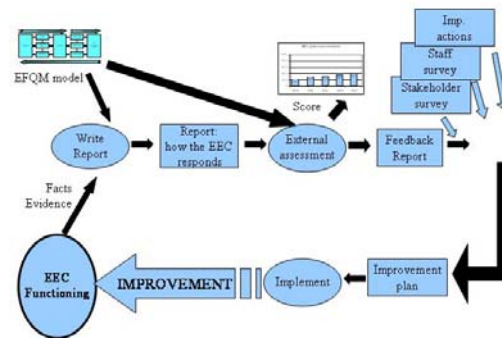 Imp.
actions
Staff
survey
Stakeholder
survey
EFQM model
Score
Write
Report
Report:
how the EEC
responds
External
assessment
Feedback
Report
Facts
Evidence
EEC
Functioning
IMPROVEMENT
Implement
Improvement
plan